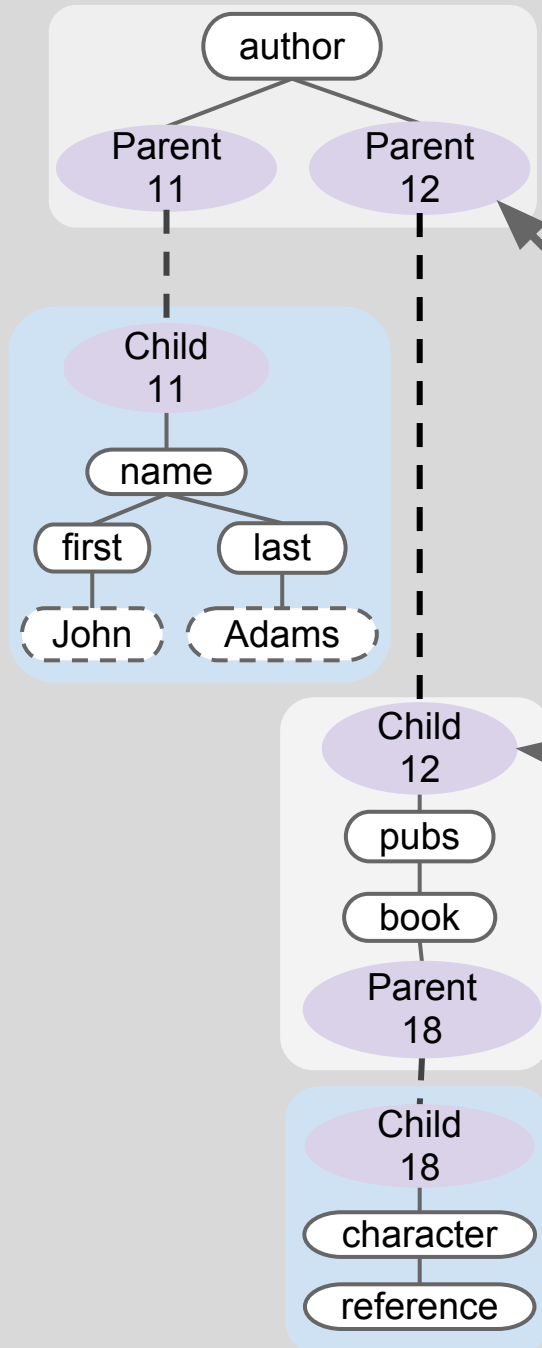 author
Parent
11
Parent
12
Child
11
name
first
last
John
Adams
Child
12
pubs
book
Parent
18
Child
18
character
reference